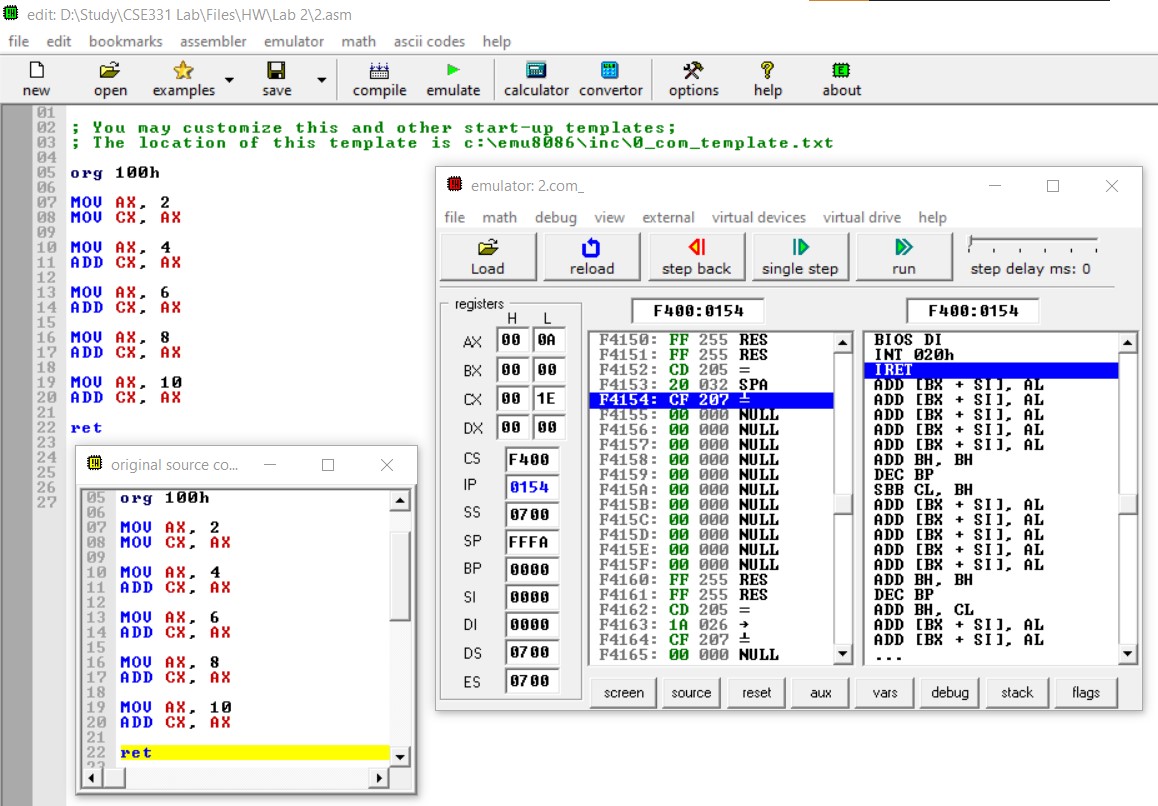 edit: D:\Study\CSE331 Lab\Files\HW\Lab 2\2.asm
file edit bookmarks assembler emulator math ascii codes help
new open examples save compile emulate calculator convertor options help about
01
02 ; You may customize this and other start-up templates;
03 ; The location of this template is c:\emu8086\inc\0_com_template.txt
04
05 org 100h
06
07 MOV AX, 2
08 MOV CX, AX
09
10 MOV AX, 4
11 ADD CX, AX
12
13 MOV AX, 6
14 ADD CX, AX
15
16 MOV AX, 8
17 ADD CX, AX
18
19 MOV AX, 10
20 ADD CX, AX
21
22 ret
23
24
25
26
27
original source co...
05 org 100h
06
07 MOV AX, 2
08 MOV CX, AX
09
10 MOV AX, 4
11 ADD CX, AX
12
13 MOV AX, 6
14 ADD CX, AX
15
16 MOV AX, 8
17 ADD CX, AX
18
19 MOV AX, 10
20 ADD CX, AX
21
22 ret
23
emulator: 2.com_
file math debug view external virtual devices virtual drive help
Load reload step back single step run step delay ms: 0
registers
H L
AX 00 0A
BX 00 00
CX 00 1E
DX 00 00
CS F400
IP 0154
SS 0700
SP FFFA
BP 0000
SI 0000
DI 0000
DS 0700
ES 0700
F400:0154
F4150: FF 255 RES
F4151: FF 255 RES
F4152: CD 205 =
F4153: 20 032 SPA
F4154: CF 207 ╧
F4155: 00 000 NULL
F4156: 00 000 NULL
F4157: 00 000 NULL
F4158: 00 000 NULL
F4159: 00 000 NULL
F415A: 00 000 NULL
F415B: 00 000 NULL
F415C: 00 000 NULL
F415D: 00 000 NULL
F415E: 00 000 NULL
F415F: 00 000 NULL
F4160: FF 255 RES
F4161: FF 255 RES
F4162: CD 205 =
F4163: 1A 026 →
F4164: CF 207 ╧
F4165: 00 000 NULL
F400:0154
BIOS DI
INT 020h
IRET
ADD [BX + SI], AL
ADD [BX + SI], AL
ADD [BX + SI], AL
ADD [BX + SI], AL
ADD [BX + SI], AL
ADD BH, BH
DEC BP
SBB CL, BH
ADD [BX + SI], AL
ADD [BX + SI], AL
ADD [BX + SI], AL
ADD [BX + SI], AL
ADD [BX + SI], AL
ADD BH, BH
DEC BP
ADD BH, CL
ADD [BX + SI], AL
ADD [BX + SI], AL
...
screen source reset aux vars debug stack flags